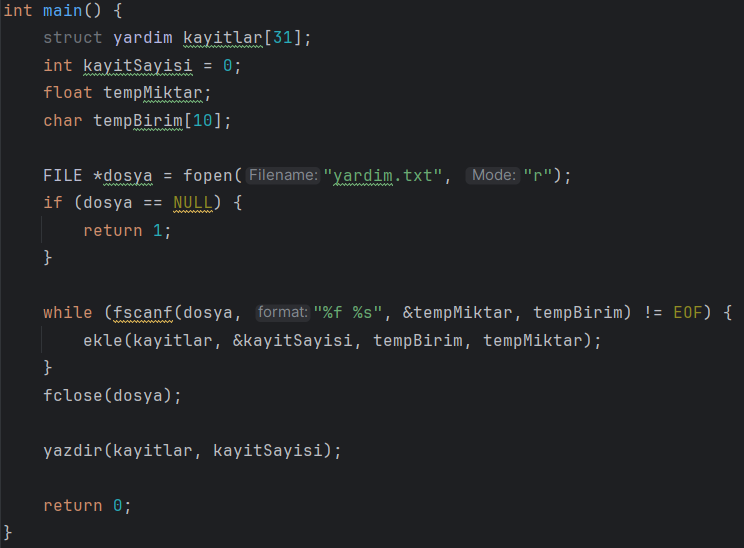 int main() {
    struct yardim kayitlar[31];
    int kayitSayisi = 0;
    float tempMiktar;
    char tempBirim[10];

    FILE *dosya = fopen( Filename: "yardim.txt", Mode: "r");
    if (dosya == NULL) {
        return 1;
    }

    while (fscanf(dosya, format: "%f %s", &tempMiktar, tempBirim) != EOF) {
        ekle(kayitlar, &kayitSayisi, tempBirim, tempMiktar);
    }
    fclose(dosya);

    yazdir(kayitlar, kayitSayisi);

    return 0;
}